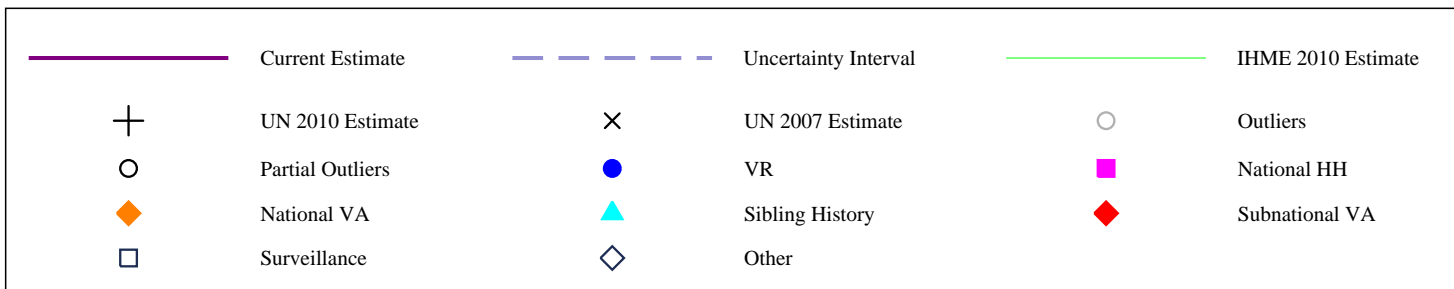 Current Estimate Uncertainty Interval IHME 2010 Estimate
UN 2010 Estimate UN 2007 Estimate Outliers
Partial Outliers VR National HH
National VA Sibling History Subnational VA
Surveillance Other